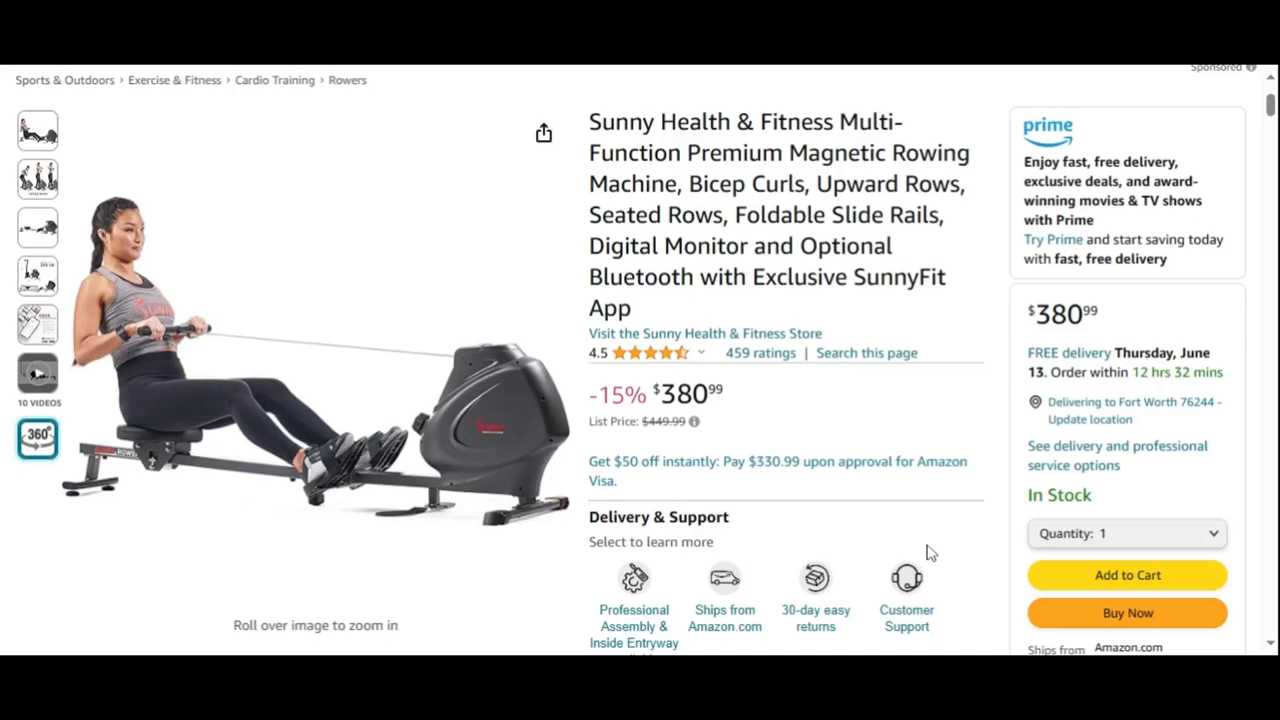 Sponsored
Sports & Outdoors › Exercise & Fitness › Cardio Training › Rowers
Sunny Health & Fitness Multi-
Function Premium Magnetic Rowing
Machine, Bicep Curls, Upward Rows,
Seated Rows, Foldable Slide Rails,
Digital Monitor and Optional
Bluetooth with Exclusive SunnyFit
App
Visit the Sunny Health & Fitness Store
4.5 459 ratings | Search this page
-15% $380 99
List Price: $449.99
Get $50 off instantly: Pay $330.99 upon approval for Amazon
Visa.
Delivery & Support
Select to learn more
Professional
Assembly &
Inside Entryway
Ships from
Amazon.com
30-day easy
returns
Customer
Support
10 VIDEOS
360°
Roll over image to zoom in
prime
Enjoy fast, free delivery,
exclusive deals, and award-
winning movies & TV shows
with Prime
Try Prime and start saving today
with fast, free delivery
$380 99
FREE delivery Thursday, June
13. Order within 12 hrs 32 mins
Delivering to Fort Worth 76244 -
Update location
See delivery and professional
service options
In Stock
Quantity: 1
Add to Cart
Buy Now
Ships from Amazon.com